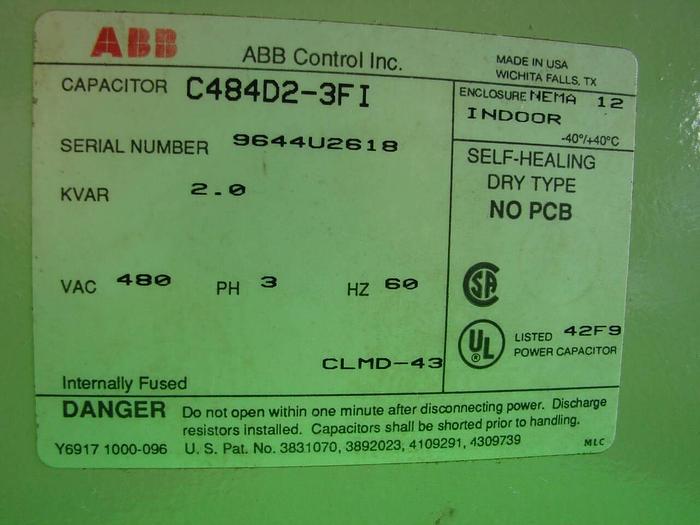 ABB
ABB Control Inc.
MADE IN USA
WICHITA FALLS, TX
CAPACITOR C484D2-3FI
ENCLOSURE NEMA 12
INDOOR
-40°/+40°C
SERIAL NUMBER 9644U2618
SELF-HEALING
DRY TYPE
NO PCB
KVAR 2.0
VAC 480 PH 3 HZ 60
SA
UL
LISTED 42F9
POWER CAPACITOR
CLMD-43
Internally Fused
DANGER Do not open within one minute after disconnecting power. Discharge
resistors installed. Capacitors shall be shorted prior to handling.
Y6917 1000-096 U. S. Pat. No. 3831070, 3892023, 4109291, 4309739
MLC